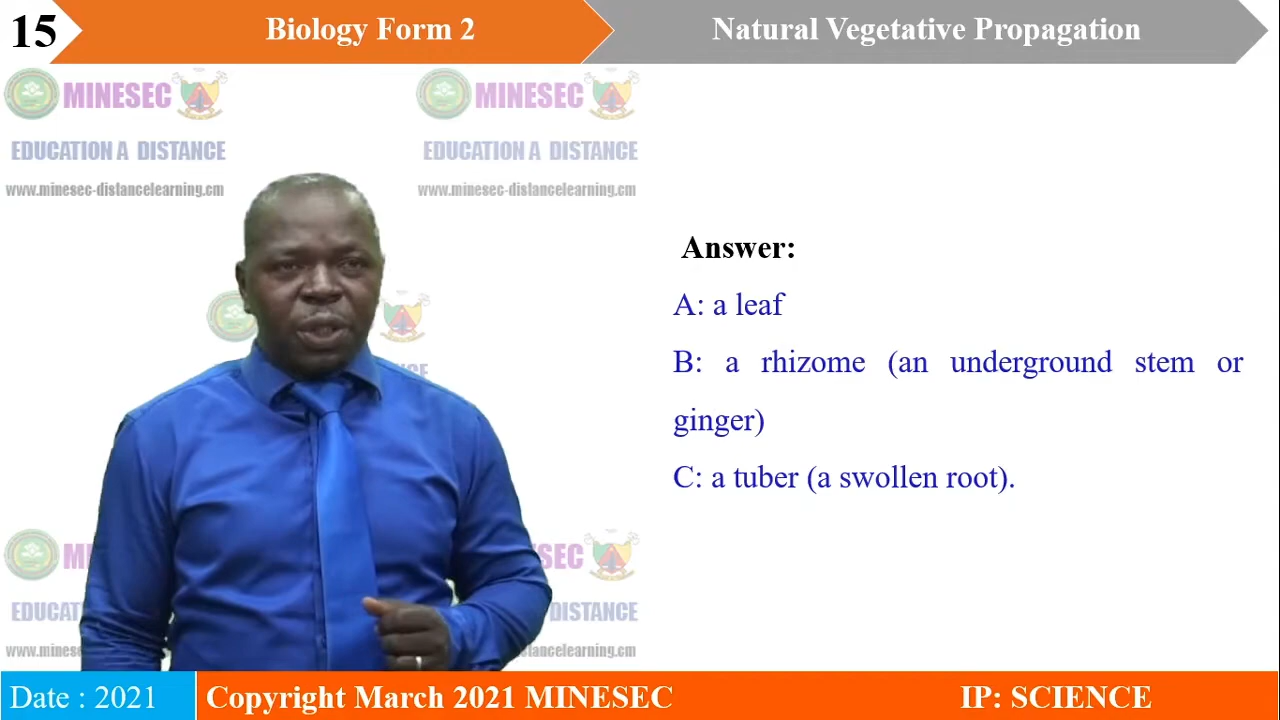 15
Biology Form 2
Natural Vegetative Propagation
MINESEC
MINESEC
EDUCATION A DISTANCE
EDUCATION A DISTANCE
www.minesec-distancelearning.cm
www.minesec-distancelearning.cm
Answer:
A: a leaf
B: a rhizome (an underground stem or
ginger)
C: a tuber (a swollen root).
DISTANCE
Date : 2021
Copyright March 2021 MINESEC
IP: SCIENCE